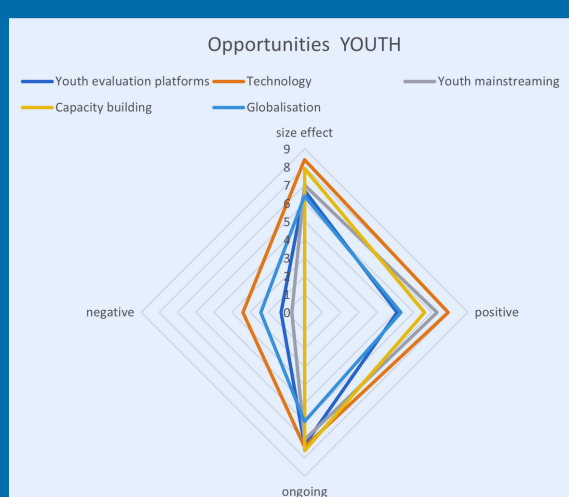 Opportunities YOUTH
Youth evaluation platforms Technology Youth mainstreaming
Capacity building Globalisation
size effect
9
8
7
6
5
4
3
2
1
0
negative positive
ongoing